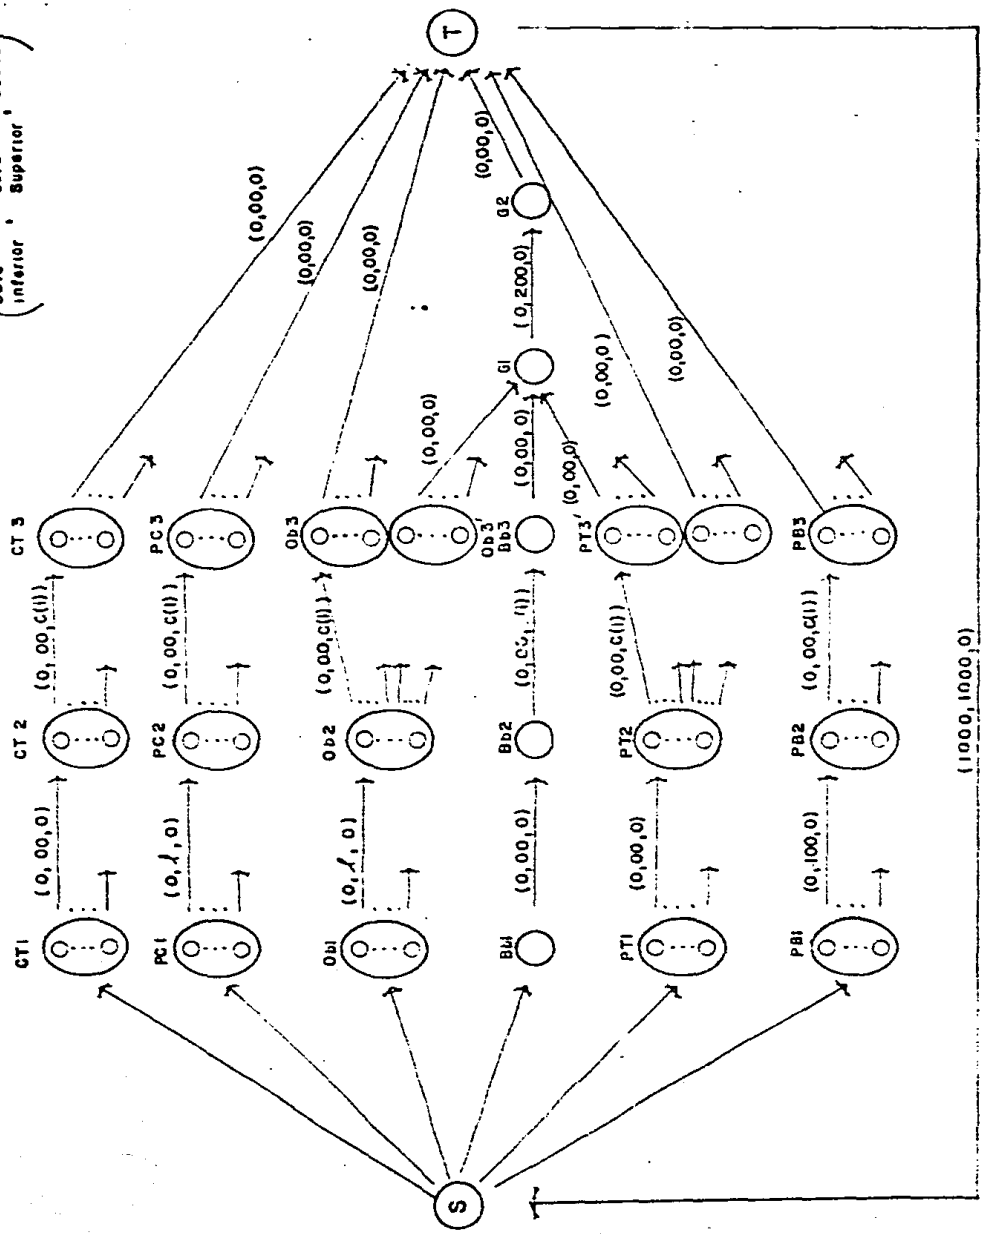 inferior , Superior ,
T
(0,00,0)
(0,00,0)
(0,00,0)
(0,00,0)
G2
(0,200,0)
G1
(0,00,0)
(0,00,0)
(0,00,0)
(0,00,0)
(0,00,0)
CT 3
PC 3
Ob3
Ob3'
Bb3
PT3'
PB3
(0,00,C(I))
(0,00,C(I))
(0,00,C(I))
(0,00,C(I))
(0,00,C(I))
CT 2
PC2
Ob2
Bb2
PT2
PB2
(0,00,0)
(0,l,0)
(0,l,0)
(0,00,0)
(0,00,0)
(0,100,0)
CT1
PC1
Ob1
Bb1
PT1
PB1
S
(1000,1000,0)